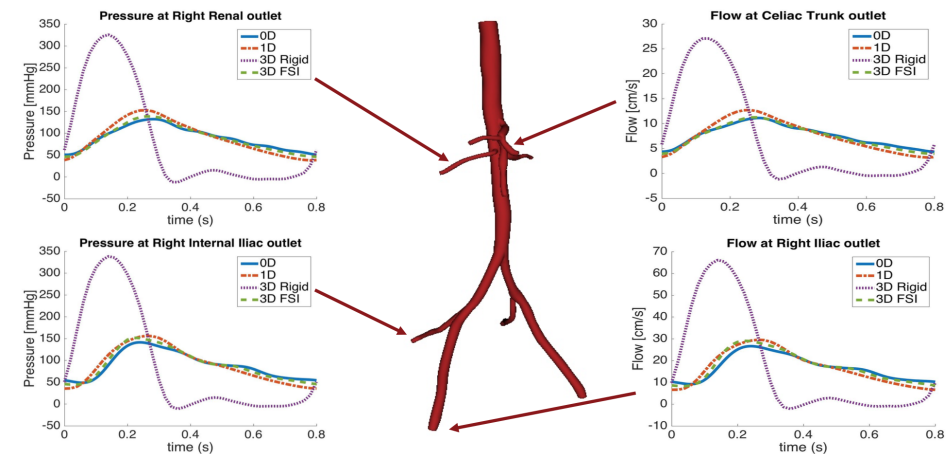 Pressure at Right Renal outlet
350
300
250
200
150
100
50
0
-50
Pressure [mmHg]
0D
1D
3D Rigid
3D FSI
0 0.2 0.4 0.6 0.8
time (s)
Flow at Celiac Trunk outlet
30
25
20
15
10
5
0
-5
Flow [cm/s]
0D
1D
3D Rigid
3D FSI
0 0.2 0.4 0.6 0.8
time (s)
Pressure at Right Internal Iliac outlet
350
300
250
200
150
100
50
0
-50
Pressure [mmHg]
0D
1D
3D Rigid
3D FSI
0 0.2 0.4 0.6 0.8
time (s)
Flow at Right Iliac outlet
70
60
50
40
30
20
10
0
-10
Flow [cm/s]
0D
1D
3D Rigid
3D FSI
0 0.2 0.4 0.6 0.8
time (s)